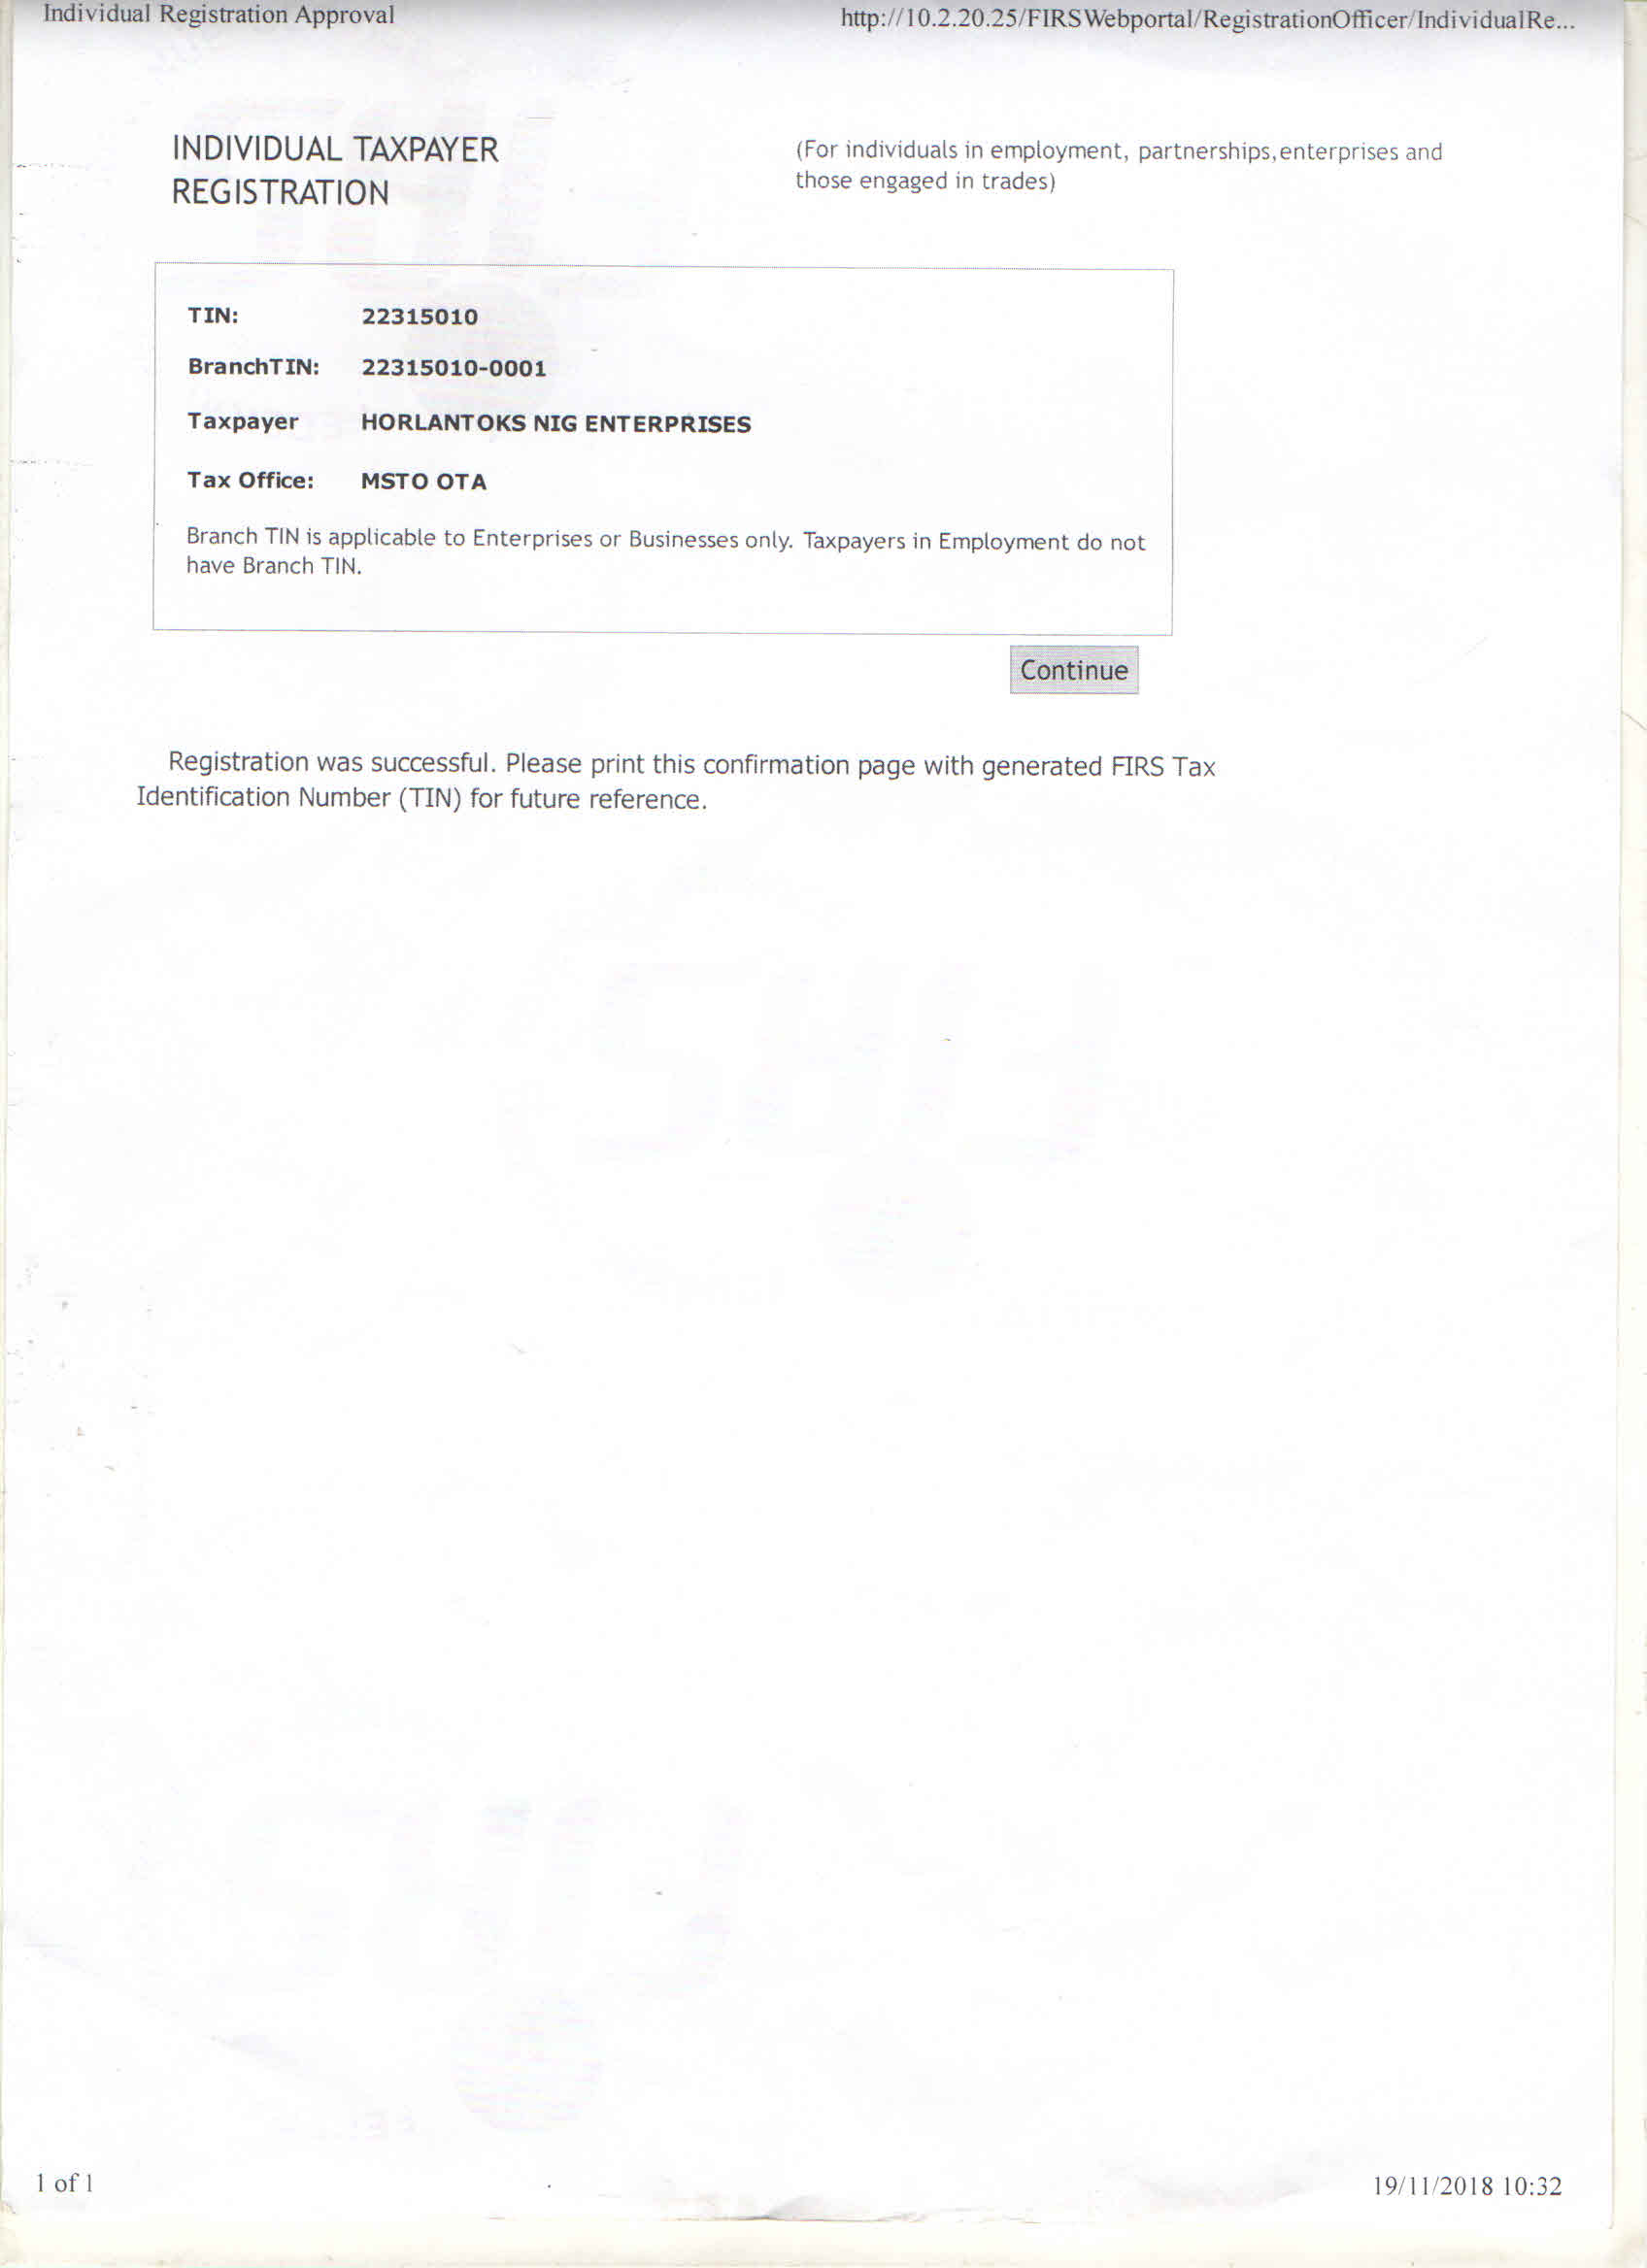 Individual Registration Approval
http://10.2.20.25/FIRSWebportal/RegistrationOfficer/IndividualRe...
INDIVIDUAL TAXPAYER
REGISTRATION
(For individuals in employment, partnerships,enterprises and
those engaged in trades)
TIN: 22315010
BranchTIN: 22315010-0001
Taxpayer HORLANTOKS NIG ENTERPRISES
Tax Office: MSTO OTA
Branch TIN is applicable to Enterprises or Businesses only. Taxpayers in Employment do not
have Branch TIN.
Continue
Registration was successful. Please print this confirmation page with generated FIRS Tax
Identification Number (TIN) for future reference.
1 of 1
19/11/2018 10:32